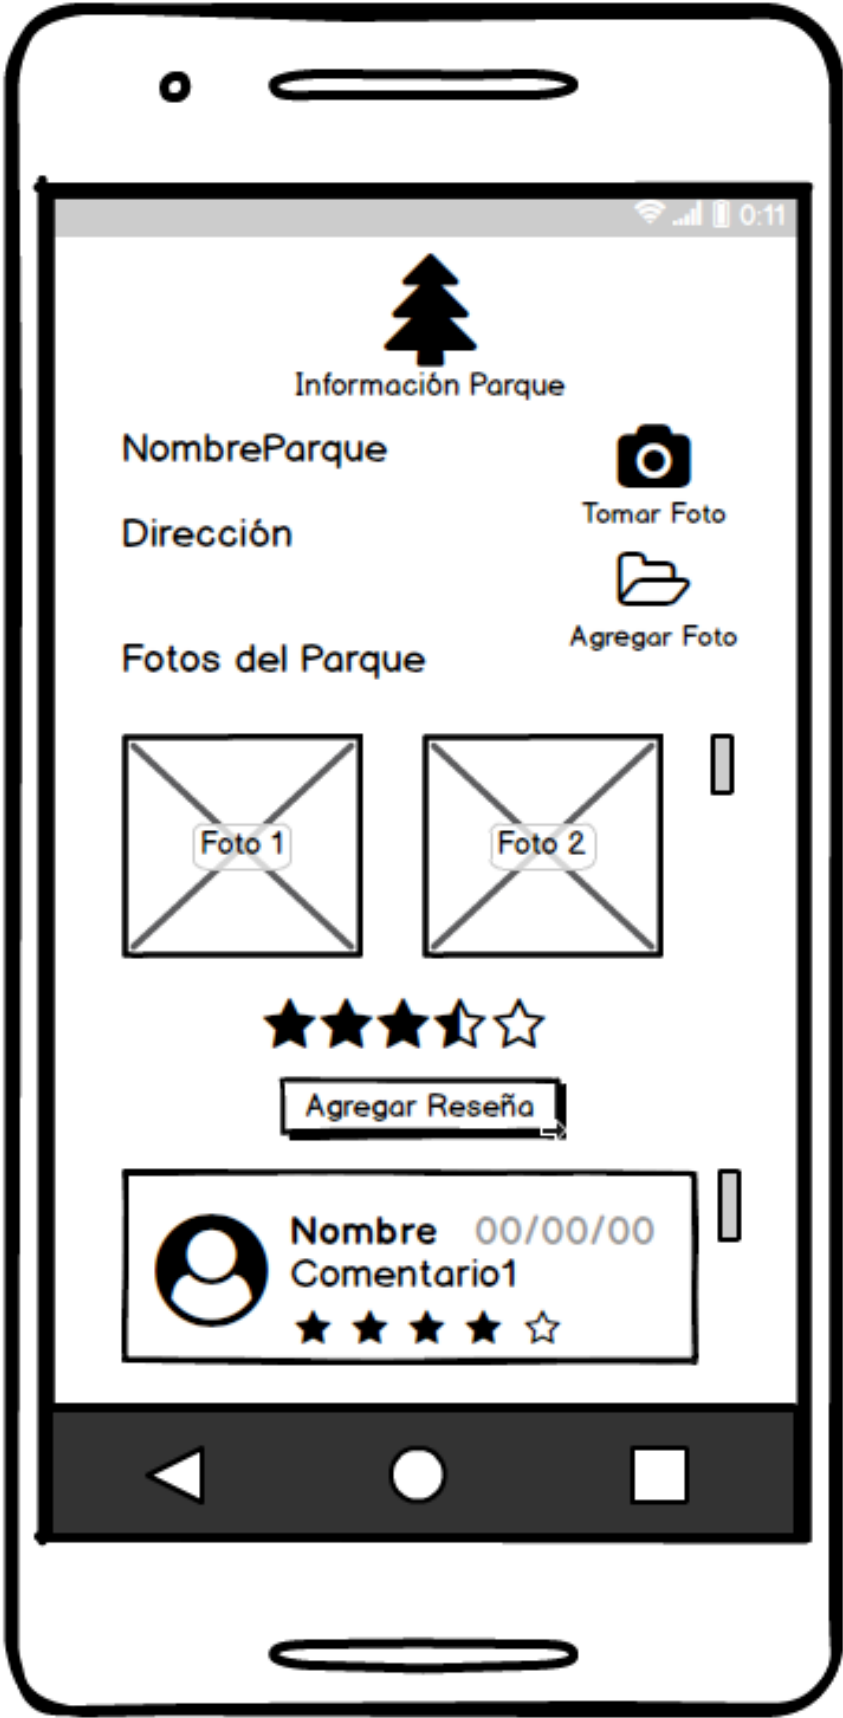 0:11
Información Parque
NombreParque
Tomar Foto
Dirección
Agregar Foto
Fotos del Parque
Foto 1
Foto 2
Agregar Reseña
Nombre 00/00/00
Comentario1